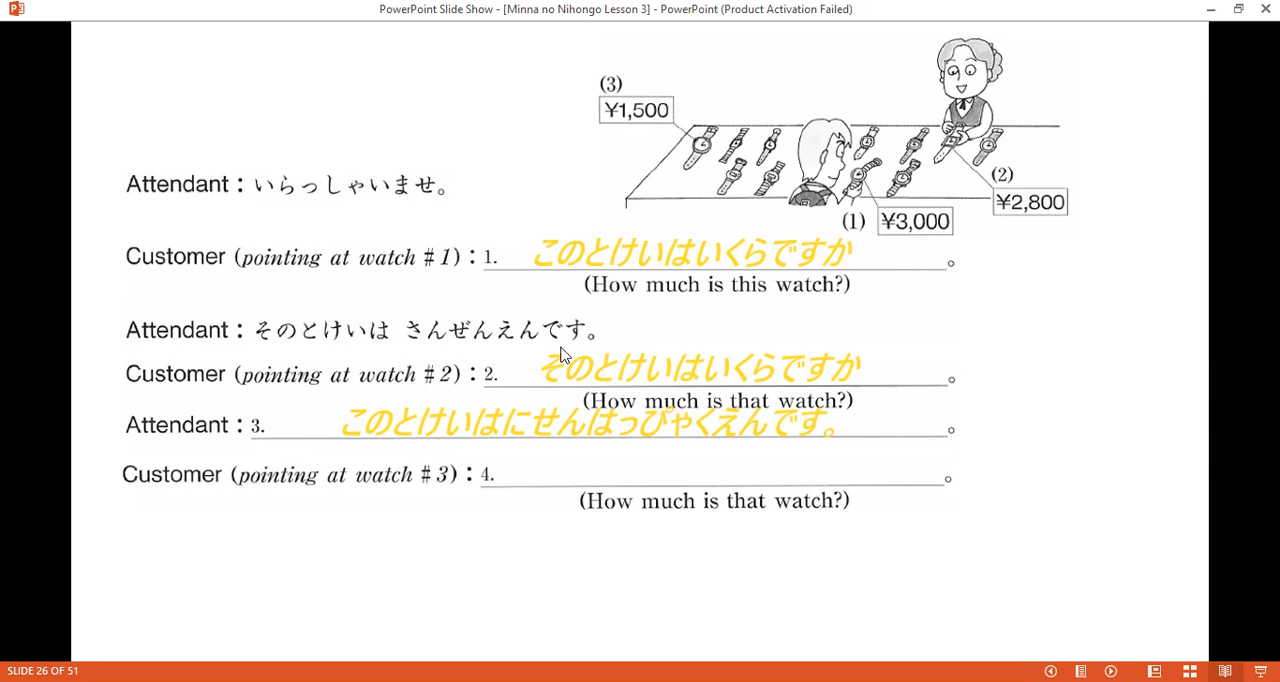 PowerPoint Slide Show - [Minna no Nihongo Lesson 3] - PowerPoint (Product Activation Failed)
(3)
¥1,500
(2)
¥2,800
(1) ¥3,000
Attendant：いらっしゃいませ。
Customer (pointing at watch #1)：1. このとけいはいくらですか。
(How much is this watch?)
Attendant：そのとけいは さんぜんえんです。
Customer (pointing at watch #2)：2. そのとけいはいくらですか。
(How much is that watch?)
Attendant：3. このとけいはにせんはっぴゃくえんです。。
Customer (pointing at watch #3)：4. 。
(How much is that watch?)
SLIDE 26 OF 51